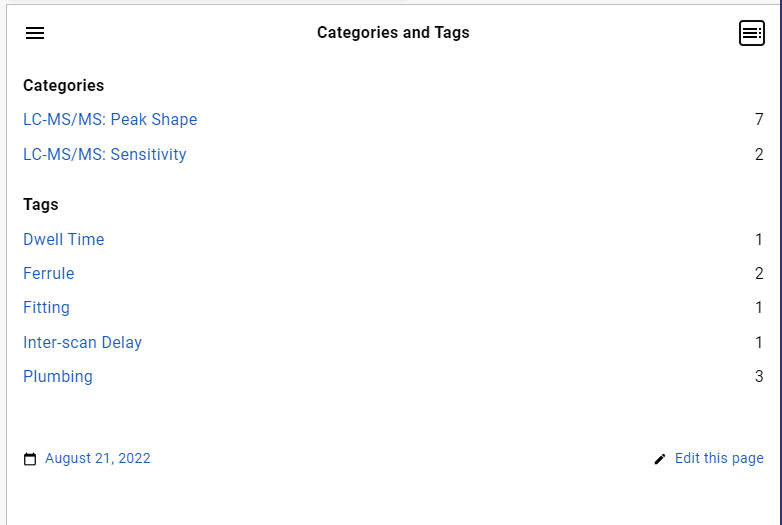 Categories and Tags
Categories
LC-MS/MS: Peak Shape 7
LC-MS/MS: Sensitivity 2
Tags
Dwell Time 1
Ferrule 2
Fitting 1
Inter-scan Delay 1
Plumbing 3
August 21, 2022 Edit this page